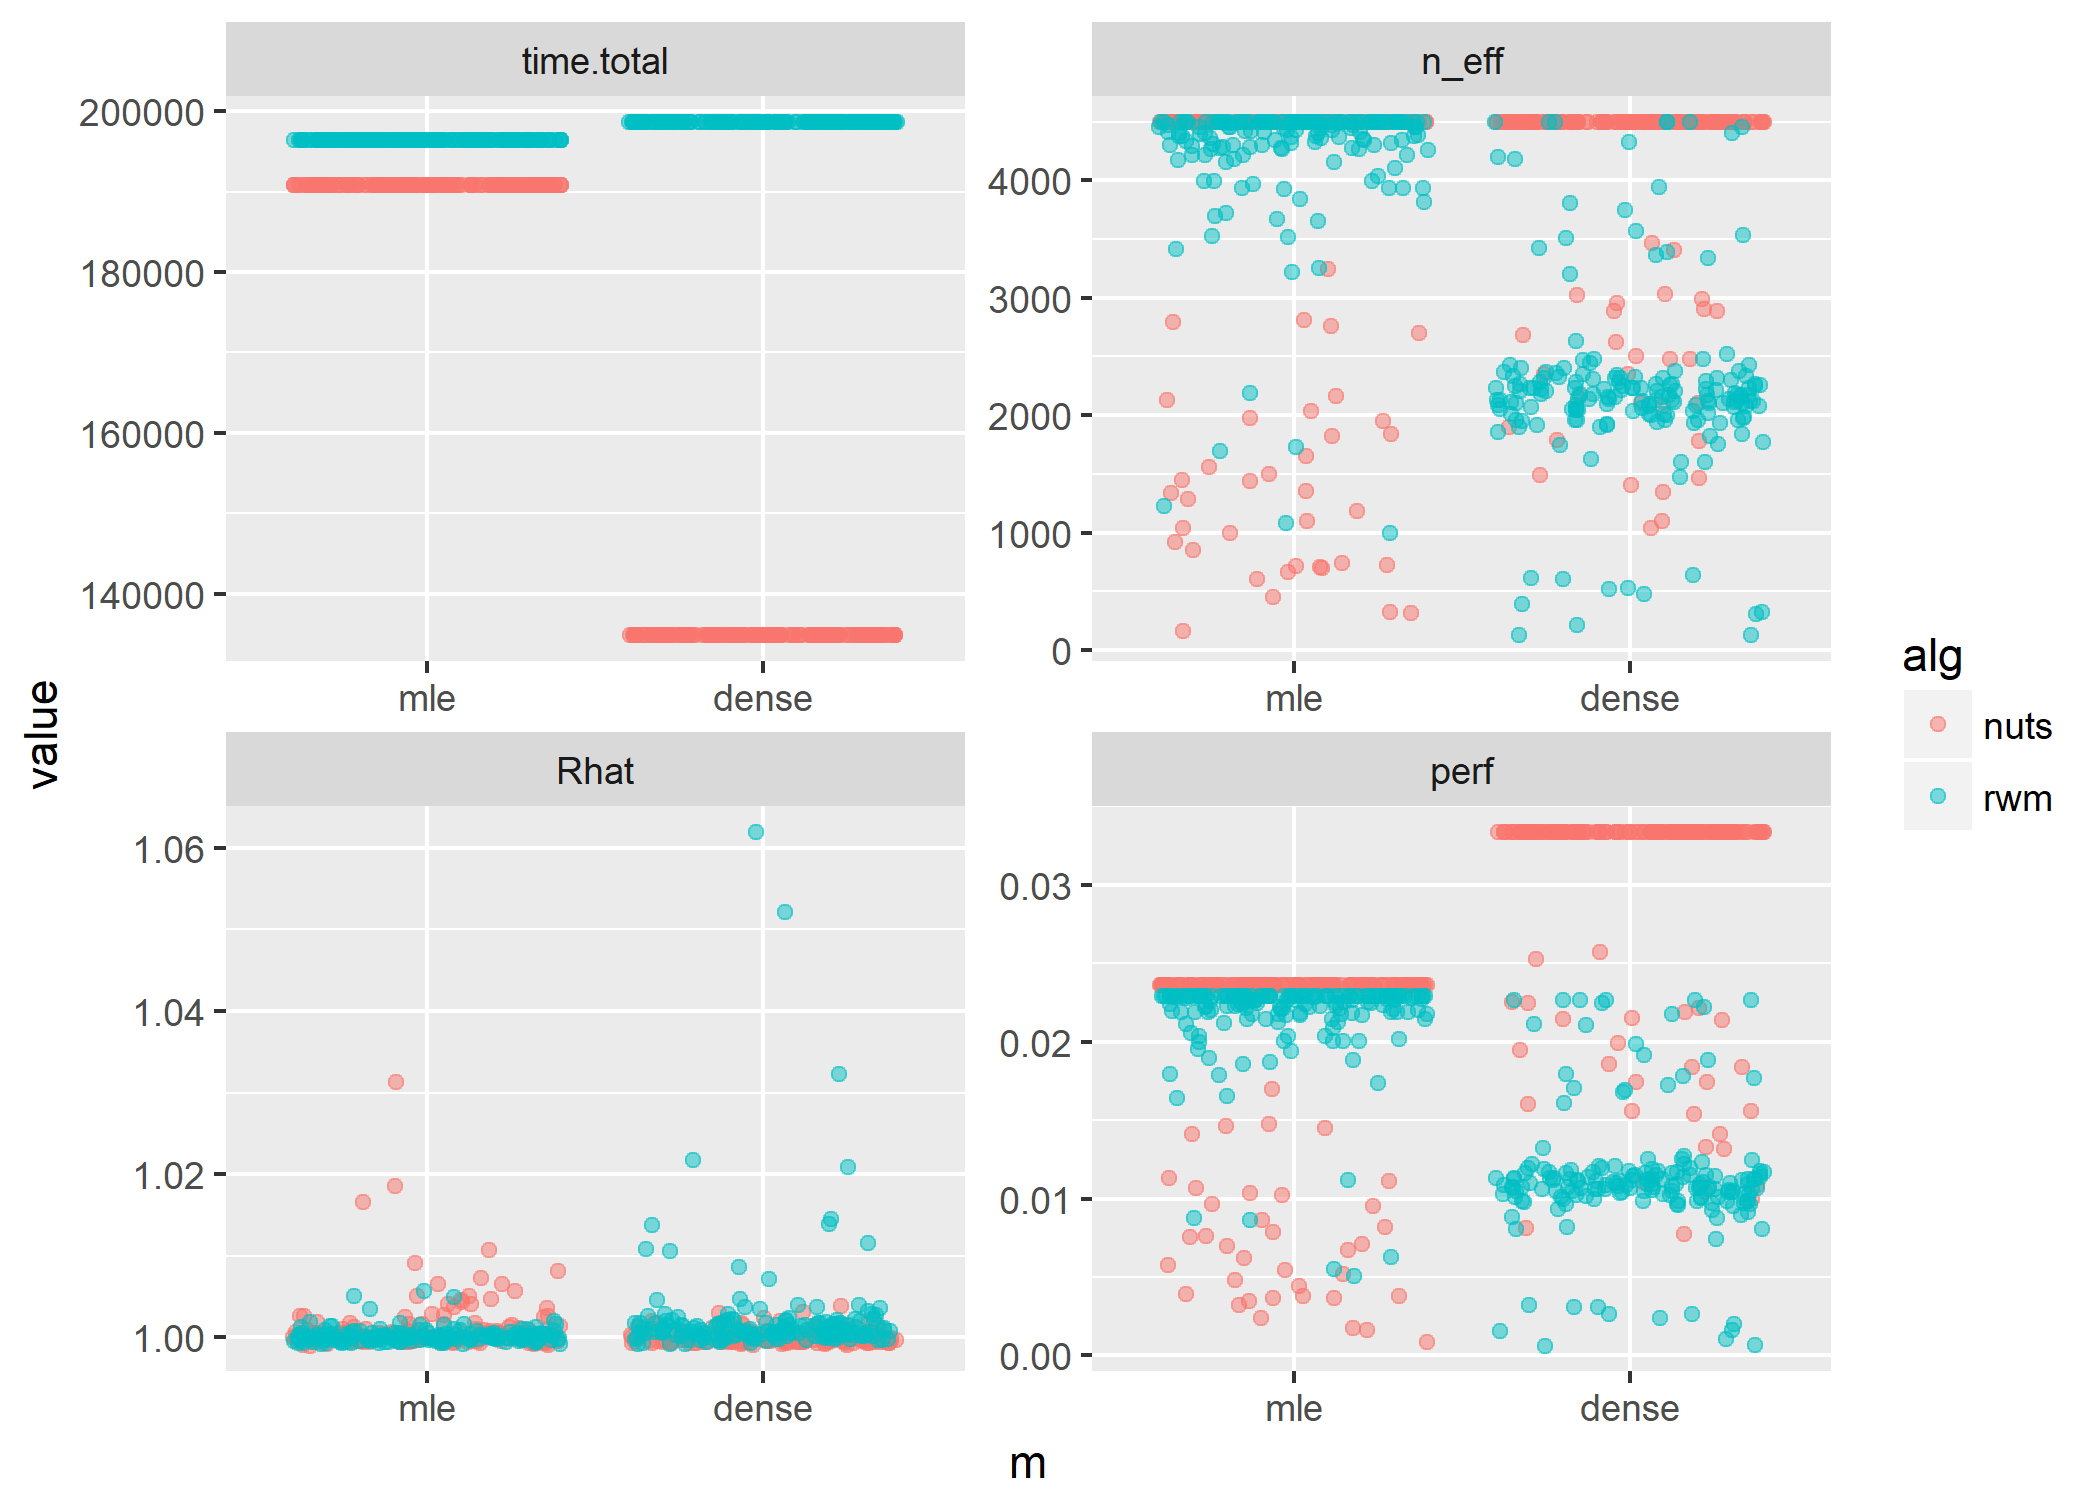 time.total
n_eff
200000
180000
160000
140000
4000
3000
2000
1000
0
mle
dense
mle
dense
value
Rhat
perf
1.06
1.04
1.02
1.00
0.03
0.02
0.01
0.00
mle
dense
mle
dense
m
alg
nuts
rwm